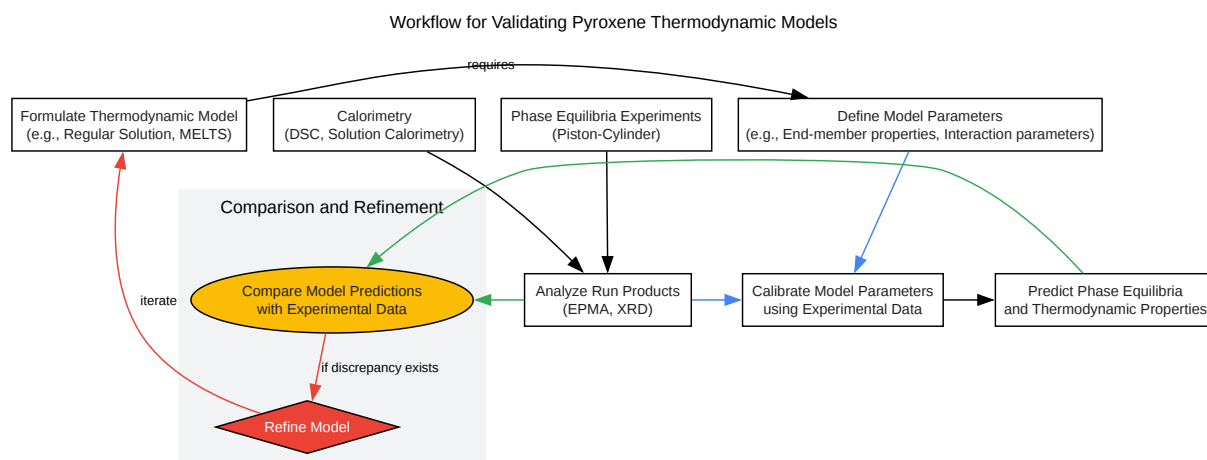 Workflow for Validating Pyroxene Thermodynamic Models
requires
Formulate Thermodynamic Model
(e.g., Regular Solution, MELTS)
Calorimetry
(DSC, Solution Calorimetry)
Phase Equilibria Experiments
(Piston-Cylinder)
Define Model Parameters
(e.g., End-member properties, Interaction parameters)
Comparison and Refinement
Compare Model Predictions
with Experimental Data
Analyze Run Products
(EPMA, XRD)
Calibrate Model Parameters
using Experimental Data
Predict Phase Equilibria
and Thermodynamic Properties
iterate
if discrepancy exists
Refine Model